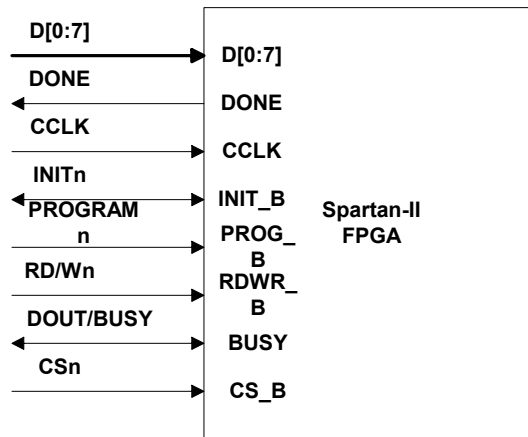 D[0:7]
D[0:7]
DONE
DONE
CCLK
CCLK
INITn
INIT_B
PROGRAM
n
PROG_
B
RD/Wn
RDWR_
B
DOUT/BUSY
BUSY
CSn
CS_B
Spartan-II
FPGA